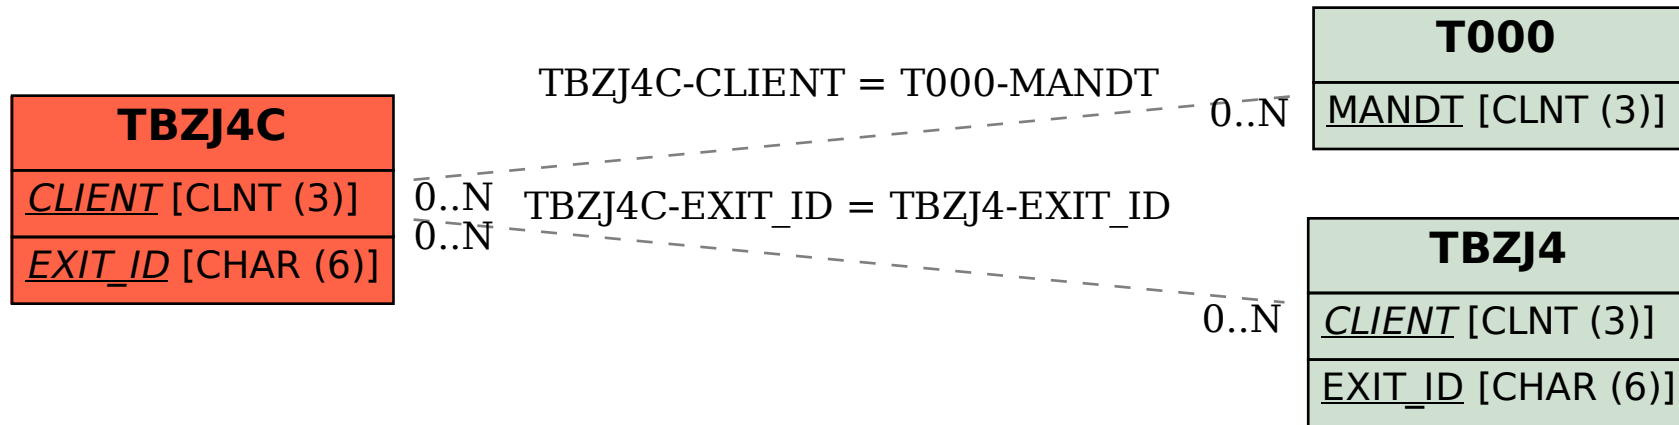 TBZJ4C
CLIENT [CLNT (3)]
EXIT_ID [CHAR (6)]
TBZJ4C-CLIENT = T000-MANDT
0..N
0..N
TBZJ4C-EXIT_ID = TBZJ4-EXIT_ID
0..N
0..N
T000
MANDT [CLNT (3)]
TBZJ4
CLIENT [CLNT (3)]
EXIT_ID [CHAR (6)]